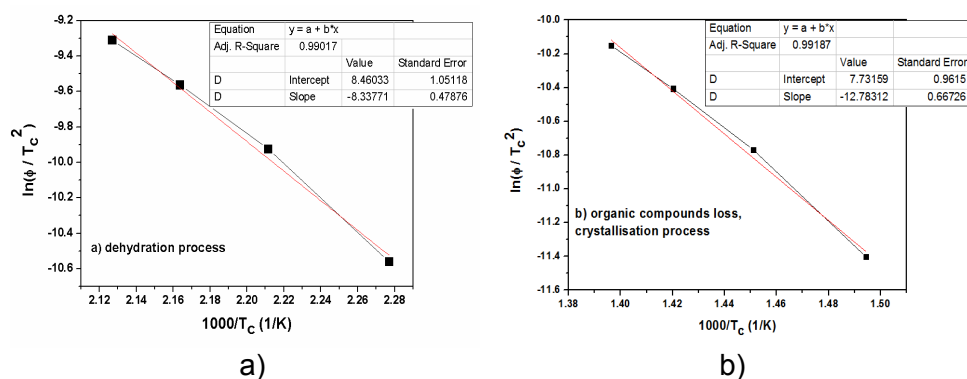 Equation y = a + b*x
Adj. R-Square 0.99017
Value Standard Error
D Intercept 8.46033 1.05118
D Slope -8.33771 0.47876
-9.2
-9.4
-9.6
-9.8
-10.0
-10.2
-10.4
-10.6
ln(ϕ / T_C^2)
a) dehydration process
2.12 2.14 2.16 2.18 2.20 2.22 2.24 2.26 2.28
1000/T_C (1/K)
a)
Equation y = a + b*x
Adj. R-Square 0.99187
Value Standard Error
D Intercept 7.73159 0.9615
D Slope -12.78312 0.66726
-10.0
-10.2
-10.4
-10.6
-10.8
-11.0
-11.2
-11.4
-11.6
ln(ϕ / T_C^2)
b) organic compounds loss,
crystallisation process
1.38 1.40 1.42 1.44 1.46 1.48 1.50
1000/T_C (1/K)
b)